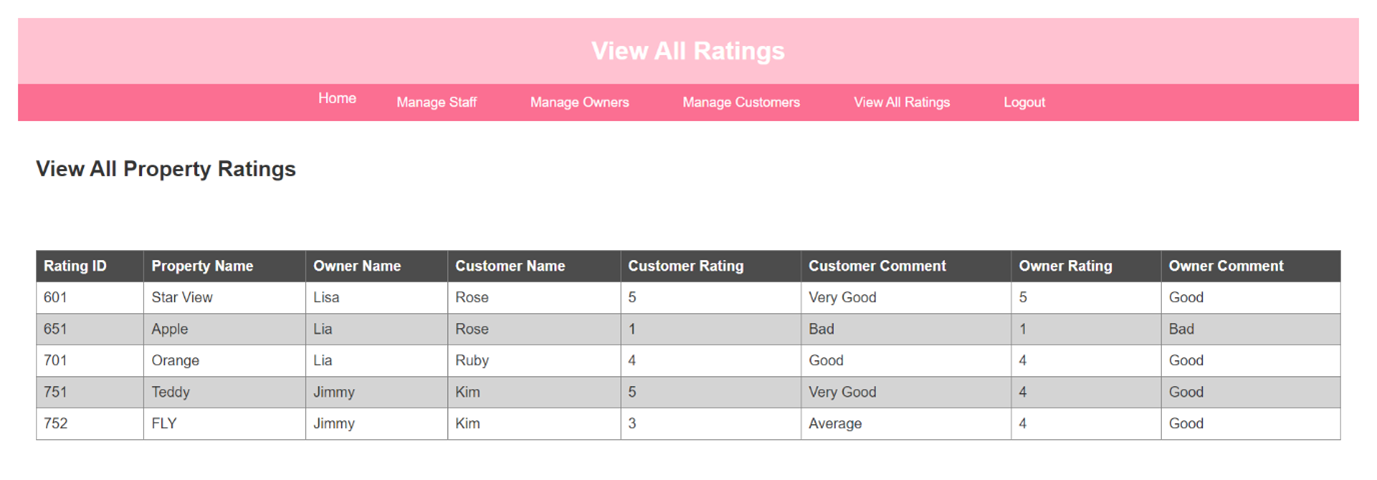 View All Ratings
Home Manage Staff Manage Owners Manage Customers View All Ratings Logout
View All Property Ratings
Rating ID Property Name Owner Name Customer Name Customer Rating Customer Comment Owner Rating Owner Comment
601 Star View Lisa Rose 5 Very Good 5 Good
651 Apple Lia Rose 1 Bad 1 Bad
701 Orange Lia Ruby 4 Good 4 Good
751 Teddy Jimmy Kim 5 Very Good 4 Good
752 FLY Jimmy Kim 3 Average 4 Good